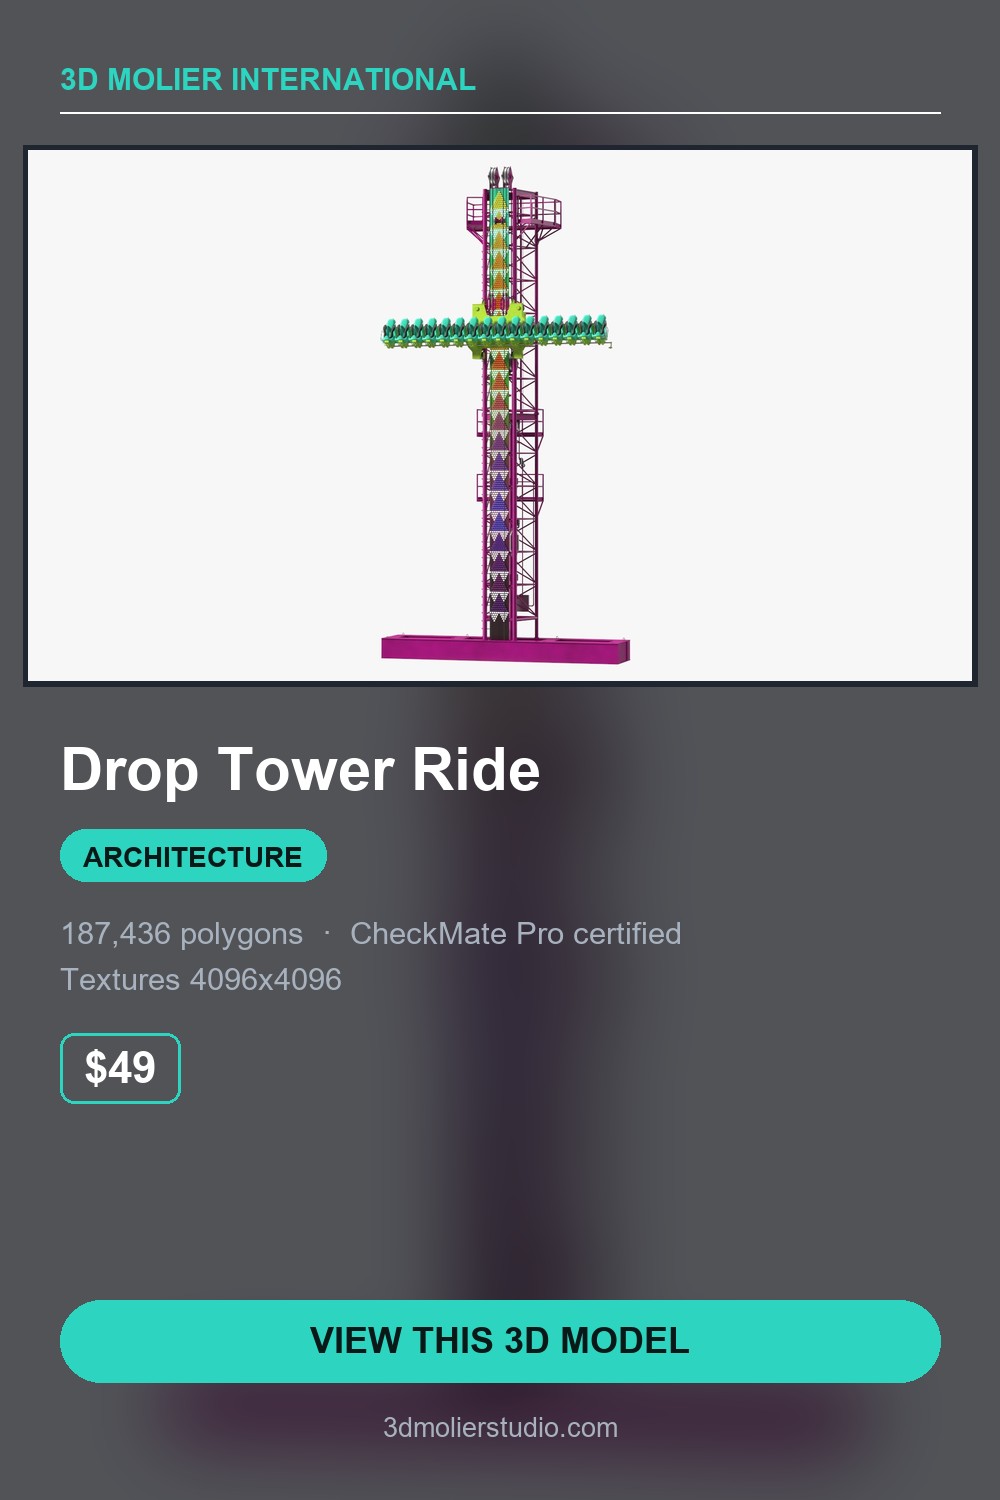 3D MOLIER INTERNATIONAL
Drop Tower Ride
ARCHITECTURE
187,436 polygons · CheckMate Pro certified
Textures 4096x4096
$49
VIEW THIS 3D MODEL
3dmolierstudio.com